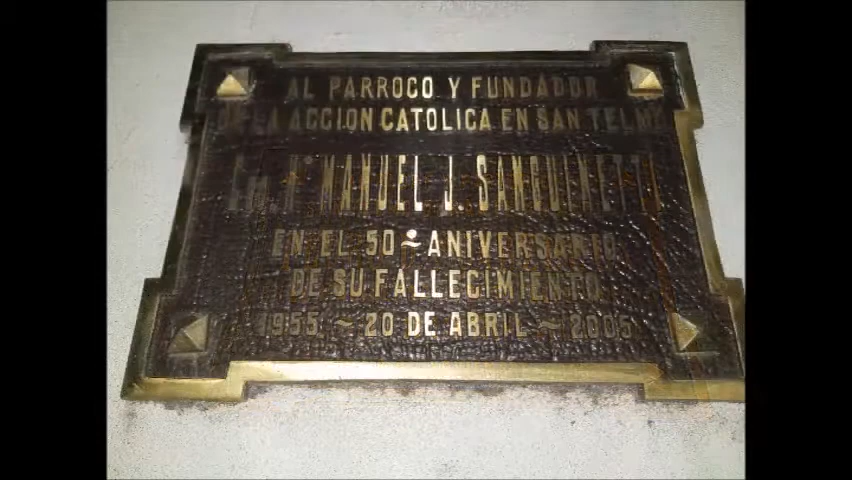 AL PARROCO Y FUNDADOR
DE LA ACCION CATOLICA EN SAN TELMO
MANUEL J. SANGUINETTI
EN EL 50º ANIVERSARIO
DE SU FALLECIMIENTO
1955 ~ 20 DE ABRIL ~ 2005